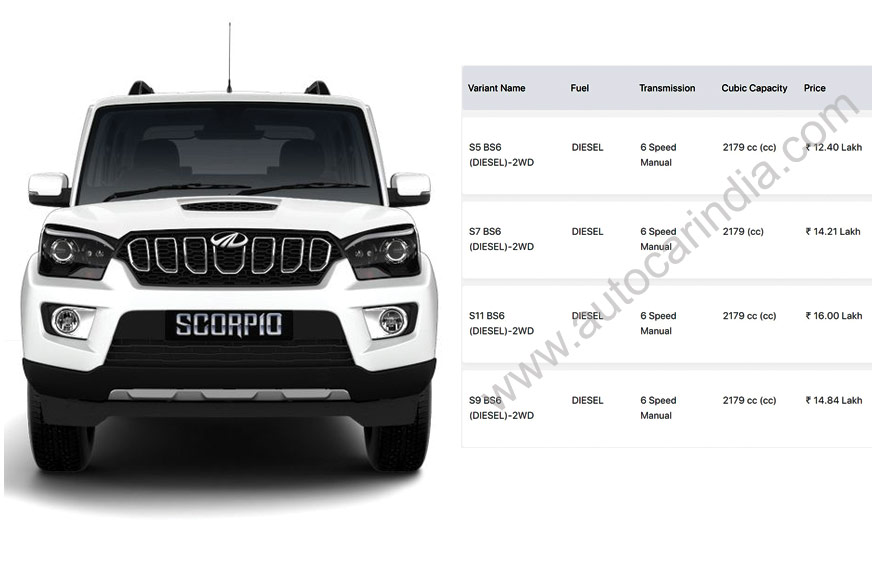 SCORPIO
Variant Name Fuel Transmission Cubic Capacity Price
S5 BS6 DIESEL 6 Speed 2179 cc (cc) ₹ 12.40 Lakh
(DIESEL)-2WD Manual
S7 BS6 DIESEL 6 Speed 2179 (cc) ₹ 14.21 Lakh
(DIESEL)-2WD Manual
S11 BS6 DIESEL 6 Speed 2179 cc (cc) ₹ 16.00 Lakh
(DIESEL)-2WD Manual
S9 BS6 DIESEL 6 Speed 2179 cc (cc) ₹ 14.84 Lakh
(DIESEL)-2WD Manual
www.autocarindia.com